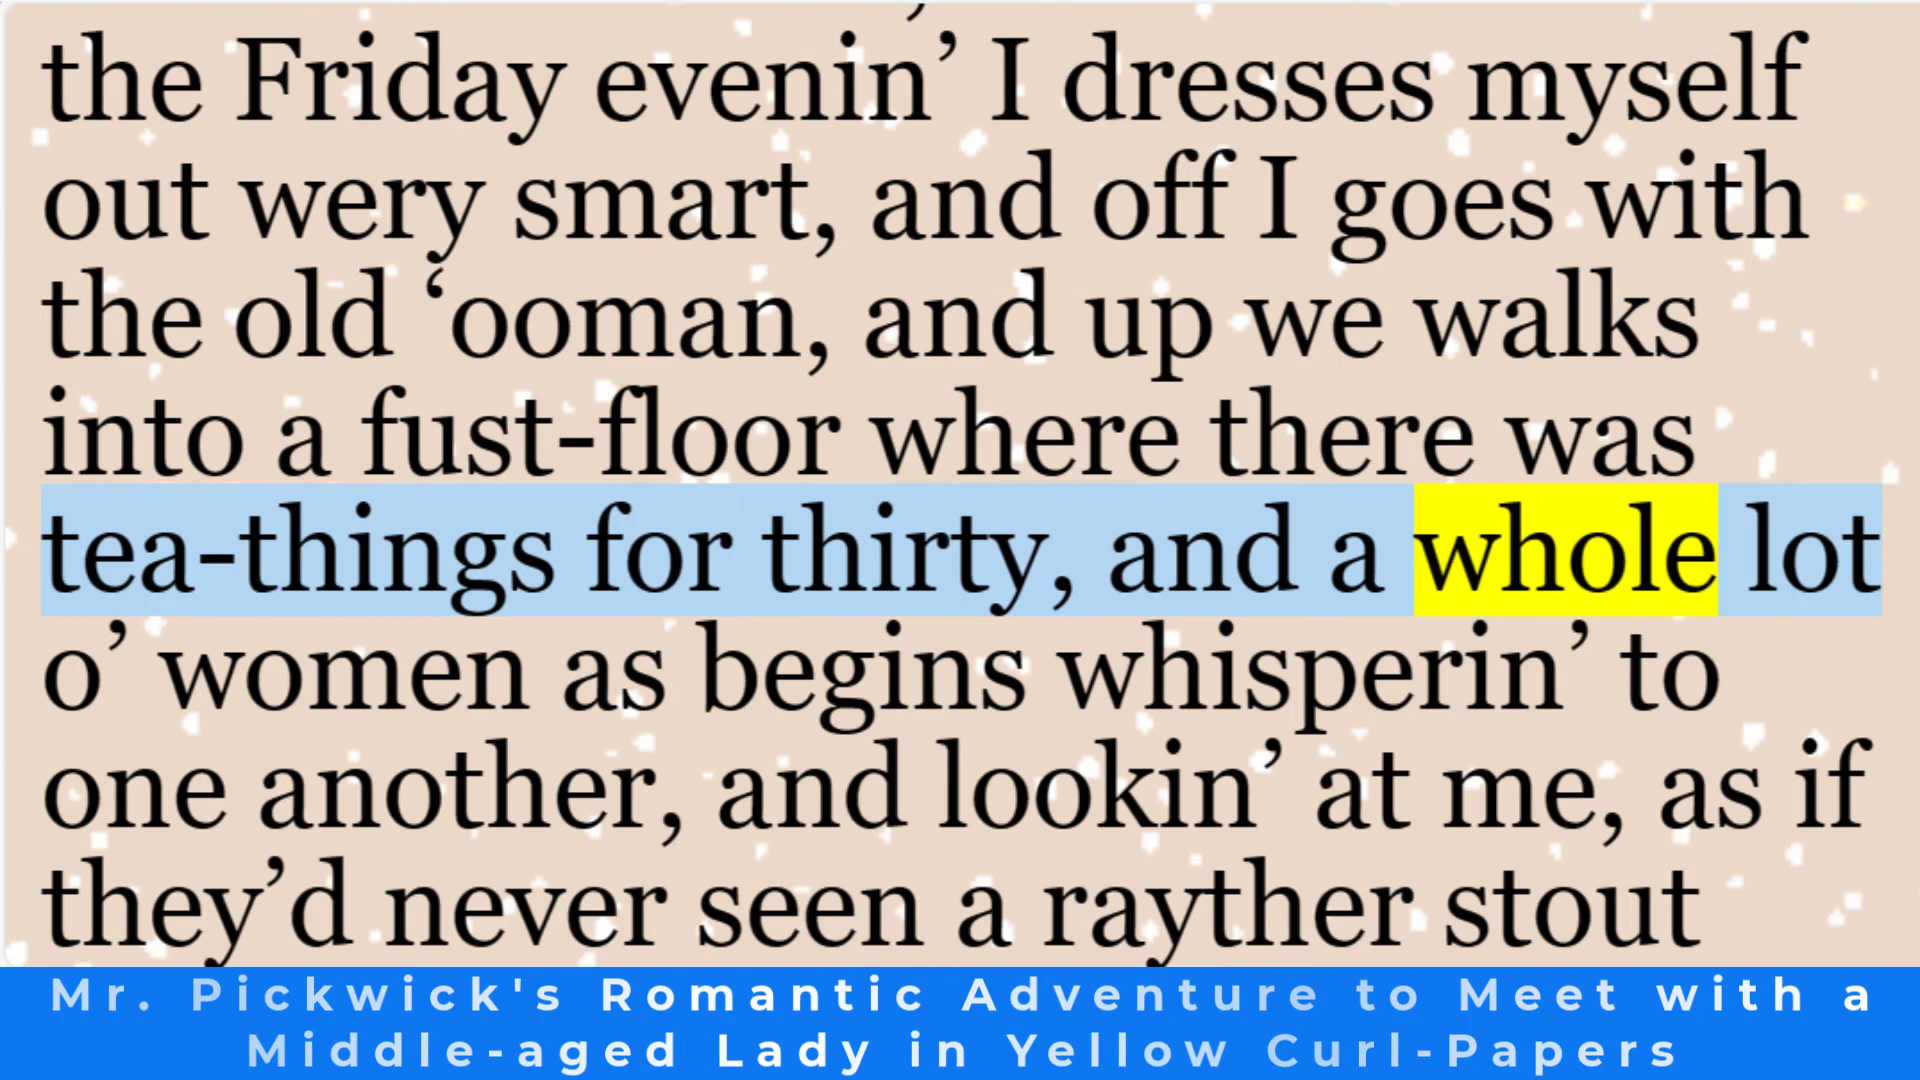 the Friday evenin’ I dresses myself
out wery smart, and off I goes with
the old ‘ooman, and up we walks
into a fust-floor where there was
tea-things for thirty, and a whole lot
o’ women as begins whisperin’ to
one another, and lookin’ at me, as if
they’d never seen a rayther stout
Mr. Pickwick's Romantic Adventure to Meet with a
Middle-aged Lady in Yellow Curl-Papers